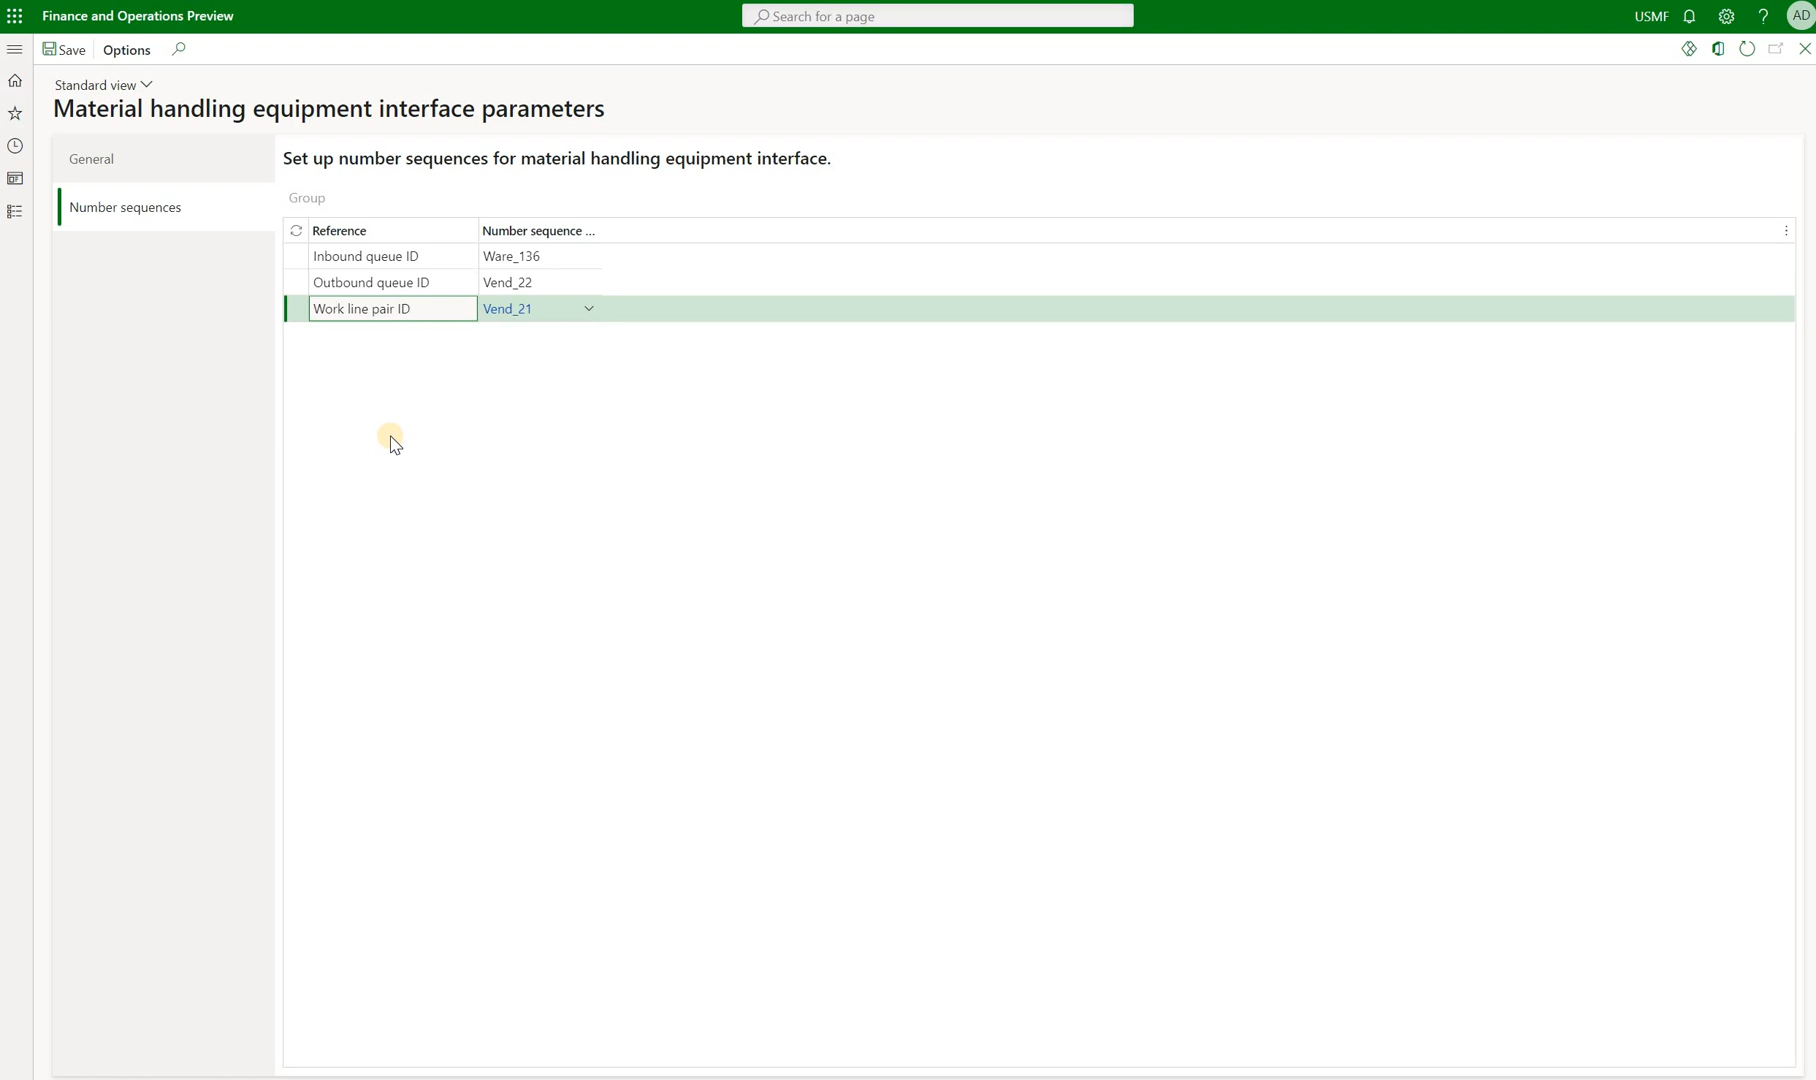 Finance and Operations Preview
Search for a page
USMF
AD
Save
Options
Standard view
Material handling equipment interface parameters
General
Number sequences
Set up number sequences for material handling equipment interface.
Group
Reference
Number sequence ...
Inbound queue ID
Ware_136
Outbound queue ID
Vend_22
Work line pair ID
Vend_21